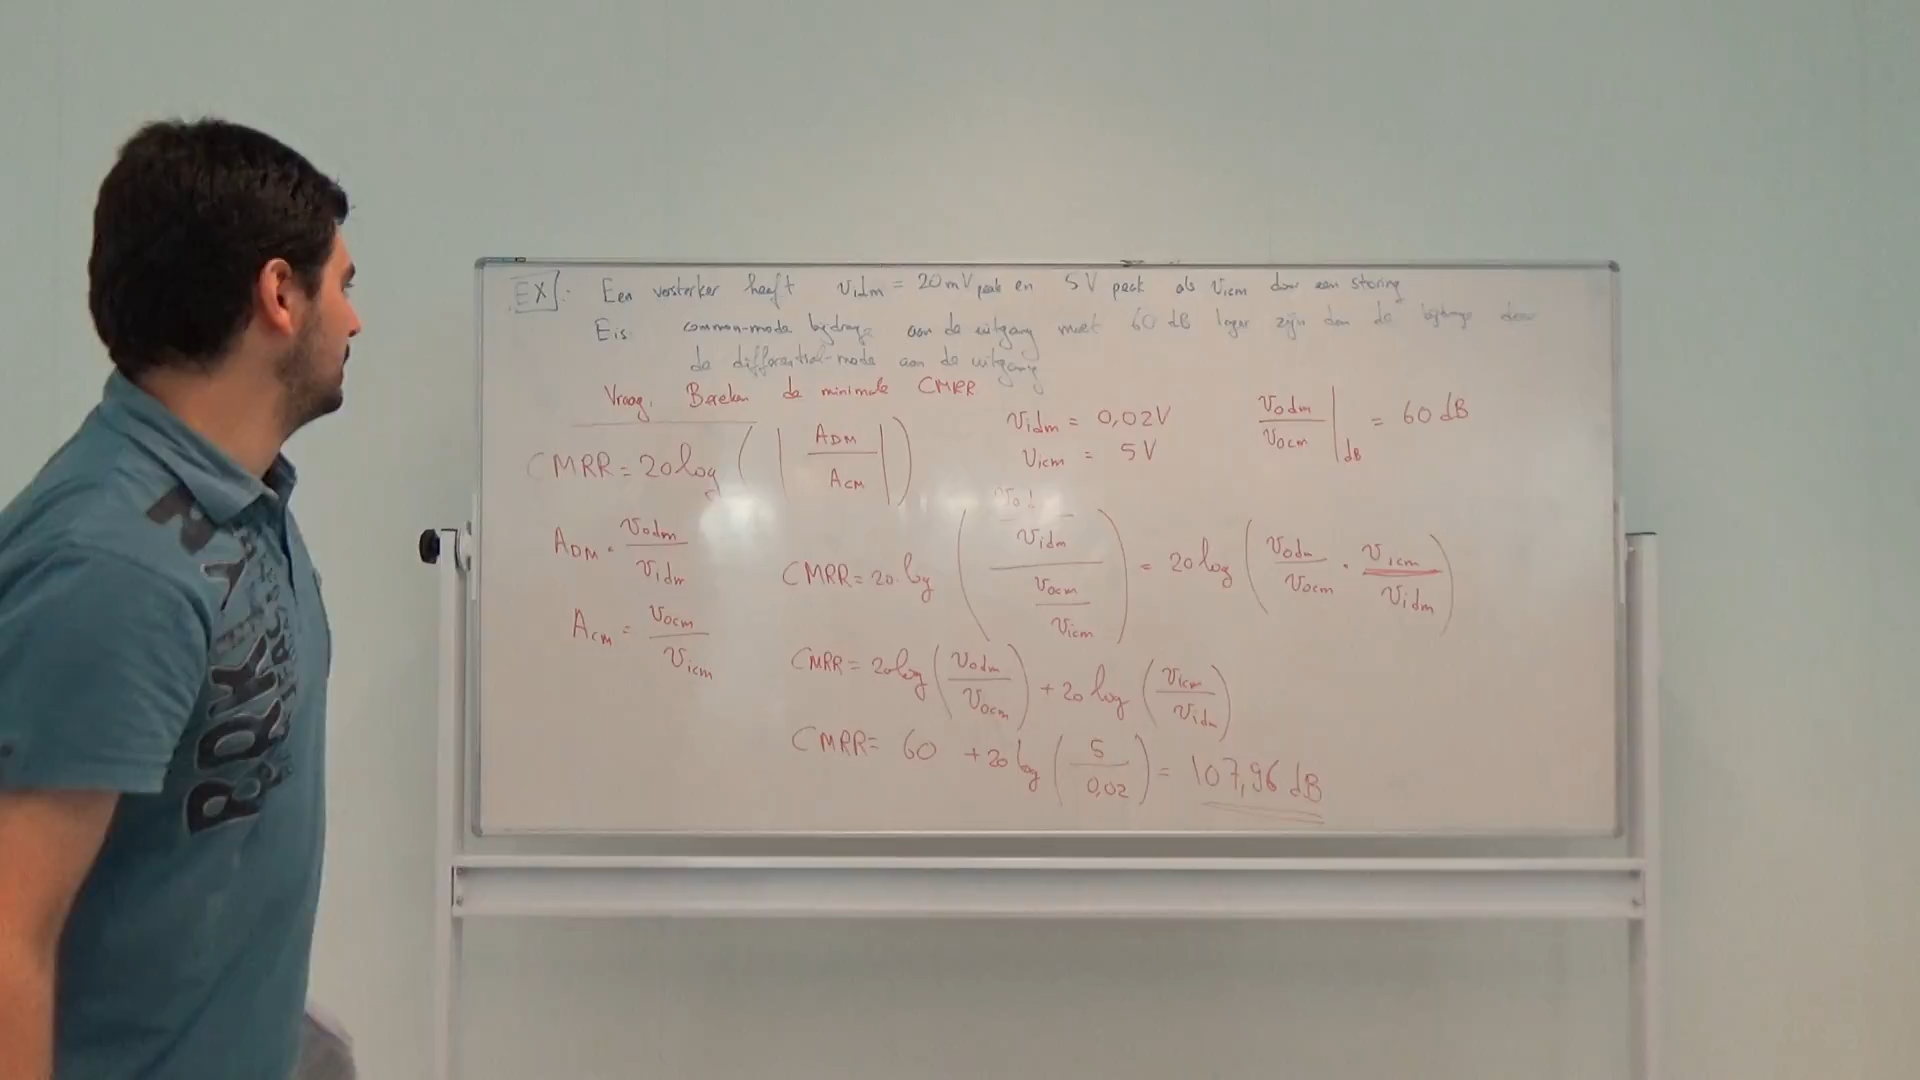 EX: Een versterker heeft vidm = 20 mV peak en 5 V peak als vicm door een storing
Eis common-mode bijdrage aan de uitgang moet 60 dB lager zijn dan de bijdrage door
de differential-mode aan de uitgang
Vraag. Bereken de minimale CMRR
CMRR = 20 log ( | ADM / ACM | )
vidm = 0,02V
vicm = 5V
vodm / vocm | dB = 60 dB
ADM = vodm / vidm
ACM = vocm / vicm
CMRR = 20 · log ( vidm / vocm / vicm ) = 20 log ( vodm / vocm · vicm / vidm )
CMRR = 20 log ( vodm / vocm ) + 20 log ( vicm / vidm )
CMRR = 60 + 20 log ( 5 / 0,02 ) = 107,96 dB